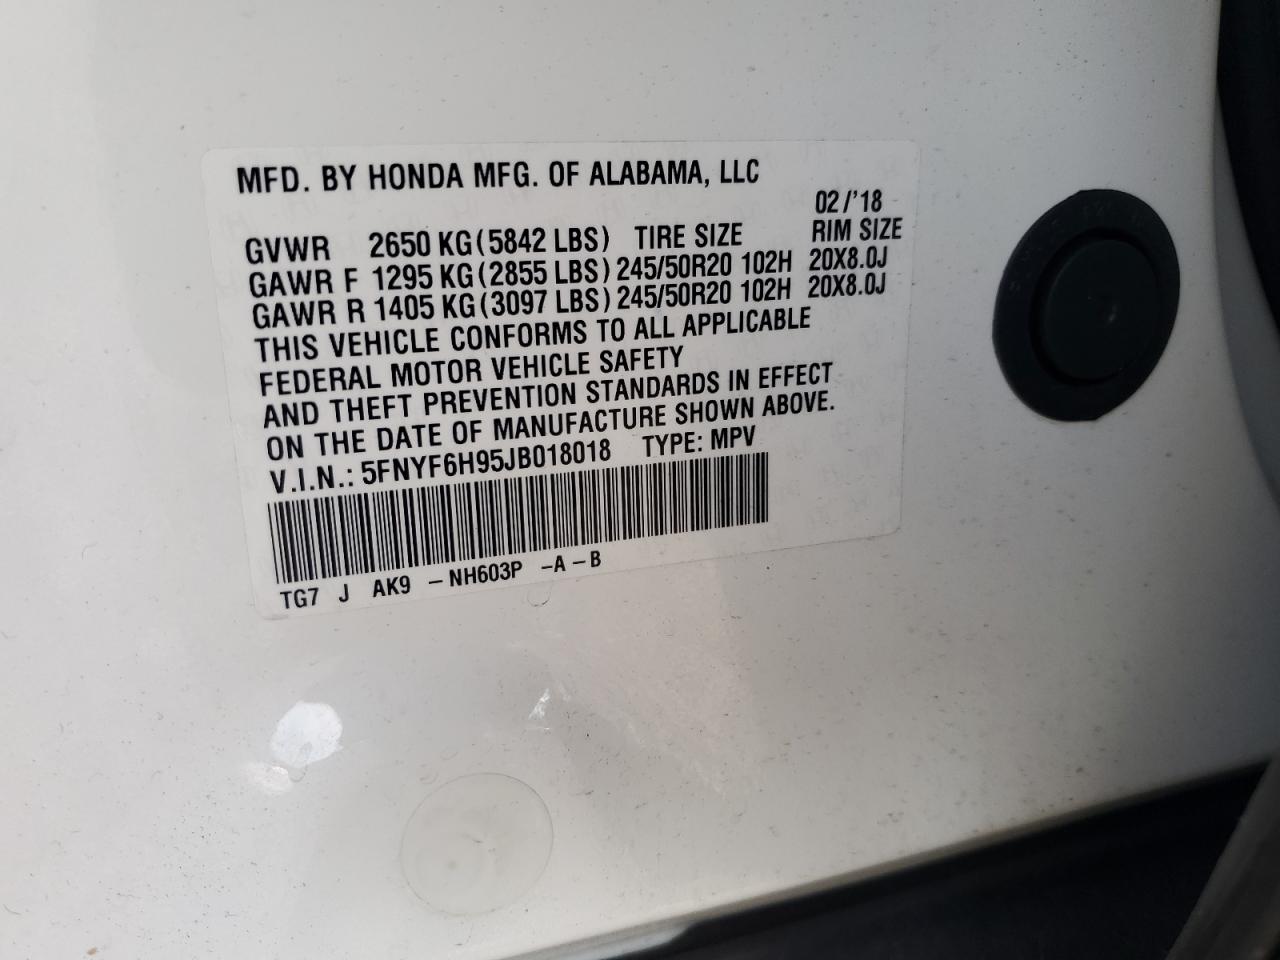 MFD. BY HONDA MFG. OF ALABAMA, LLC
02/'18
GVWR 2650 KG(5842 LBS) TIRE SIZE RIM SIZE
GAWR F 1295 KG(2855 LBS) 245/50R20 102H 20X8.0J
GAWR R 1405 KG(3097 LBS) 245/50R20 102H 20X8.0J
THIS VEHICLE CONFORMS TO ALL APPLICABLE
FEDERAL MOTOR VEHICLE SAFETY
AND THEFT PREVENTION STANDARDS IN EFFECT
ON THE DATE OF MANUFACTURE SHOWN ABOVE.
V.I.N.: 5FNYF6H95JB018018 TYPE: MPV
TG7 J AK9 -NH603P -A-B